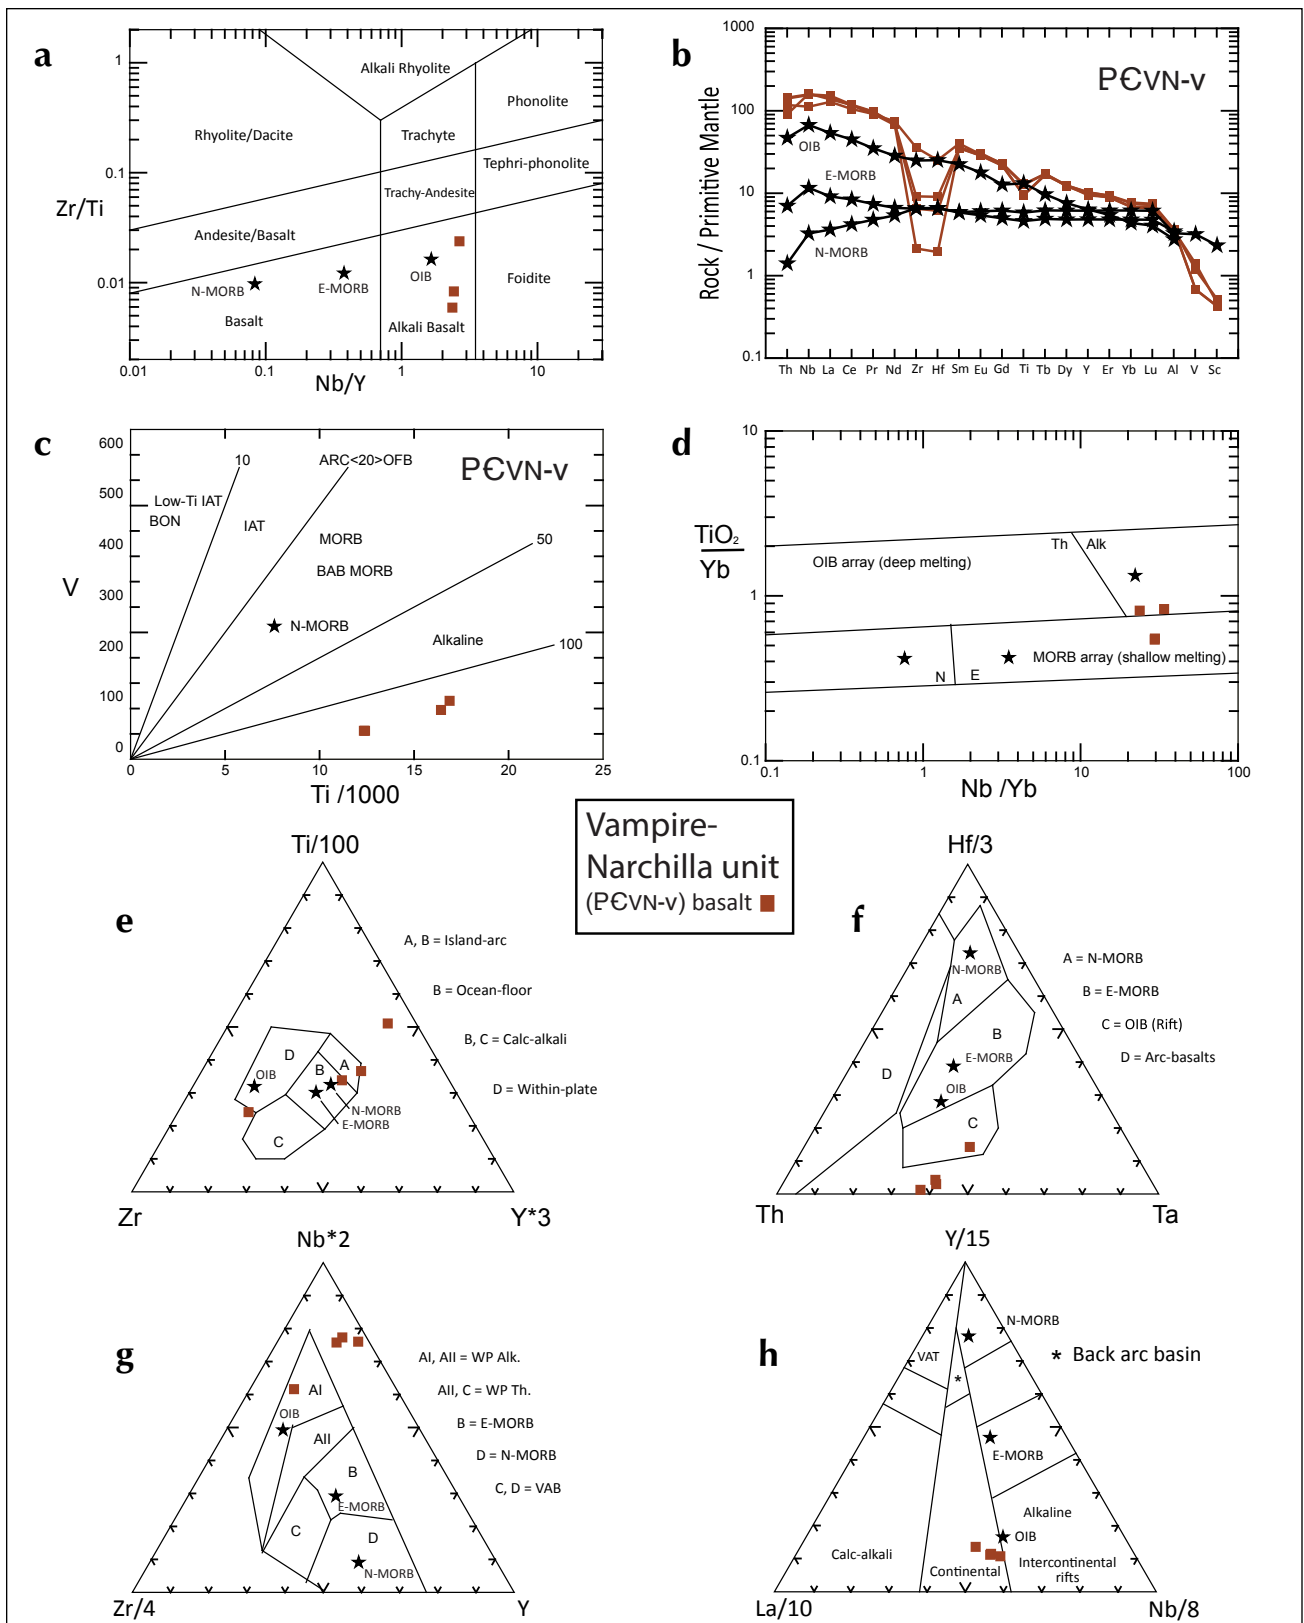 a
1
0.1
0.01
Zr/Ti
Alkali Rhyolite
Phonolite
Rhyolite/Dacite
Trachyte
Tephri-phonolite
Trachy-Andesite
Andesite/Basalt
N-MORB
E-MORB
OIB
Foidite
Basalt
Alkali Basalt
0.01
0.1
1
10
Nb/Y
b
PЄVN-v
Rock / Primitive Mantle
1000
100
10
1
0.1
OIB
E-MORB
N-MORB
Th Nb La Ce Pr Nd Zr Hf Sm Eu Gd Ti Tb Dy Y Er Yb Lu Al V Sc
c
PЄVN-v
600
500
400
300
200
100
0
V
10
ARC<20>OFB
Low-Ti IAT
BON
IAT
MORB
BAB MORB
50
N-MORB
Alkaline
100
0 5 10 15 20 25
Ti /1000
d
10
1
0.1
TiO₂
Yb
Th
Alk
OIB array (deep melting)
MORB array (shallow melting)
N
E
0.1 1 10 100
Nb /Yb
Vampire-
Narchilla unit
(PЄVN-v) basalt
e
Ti/100
A, B = Island-arc
B = Ocean-floor
B, C = Calc-alkali
D = Within-plate
D
A
B
OIB
N-MORB
E-MORB
C
Zr
Y*3
f
Hf/3
N-MORB
A
B
E-MORB
D
OIB
C
A = N-MORB
B = E-MORB
C = OIB (Rift)
D = Arc-basalts
Th
Ta
g
Nb*2
AI
OIB
AII
B
E-MORB
C
D
N-MORB
AI, AII = WP Alk.
AII, C = WP Th.
B = E-MORB
D = N-MORB
C, D = VAB
Zr/4
Y
h
Y/15
N-MORB
VAT
*
* Back arc basin
E-MORB
Alkaline
OIB
Calc-alkali
Continental
Intercontinental
rifts
La/10
Nb/8